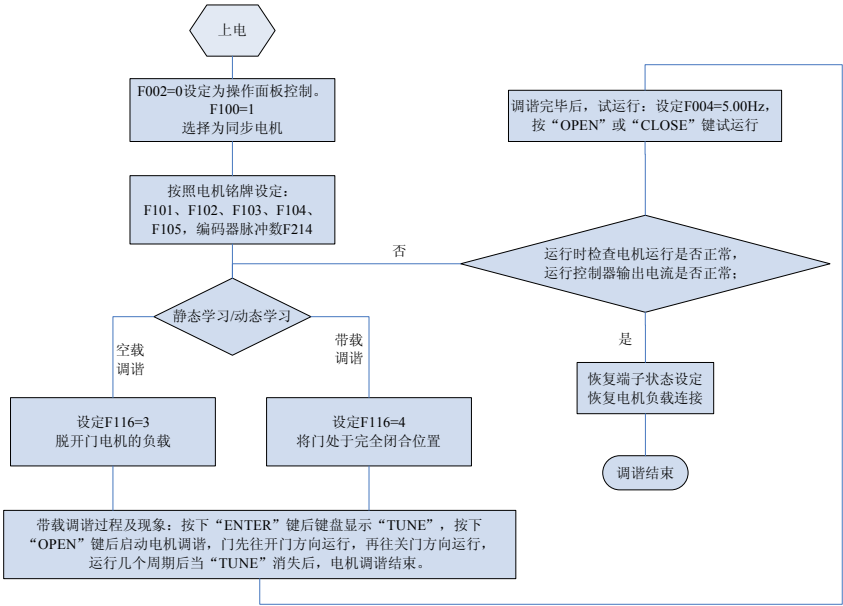 上电
F002=0设定为操作面板控制。
F100=1
选择为同步电机
按照电机铭牌设定：
F101、F102、F103、F104、
F105，编码器脉冲数F214
静态学习/动态学习
空载
调谐
带载
调谐
设定F116=3
脱开门电机的负载
设定F116=4
将门处于完全闭合位置
带载调谐过程及现象：按下“ENTER”键后键盘显示“TUNE”，按下
“OPEN”键后启动电机调谐，门先往开门方向运行，再往关门方向运行，
运行几个周期后当“TUNE”消失后，电机调谐结束。
调谐完毕后，试运行：设定F004=5.00Hz，
按“OPEN”或“CLOSE”键试运行
运行时检查电机运行是否正常，
运行控制器输出电流是否正常；
否
是
恢复端子状态设定
恢复电机负载连接
调谐结束